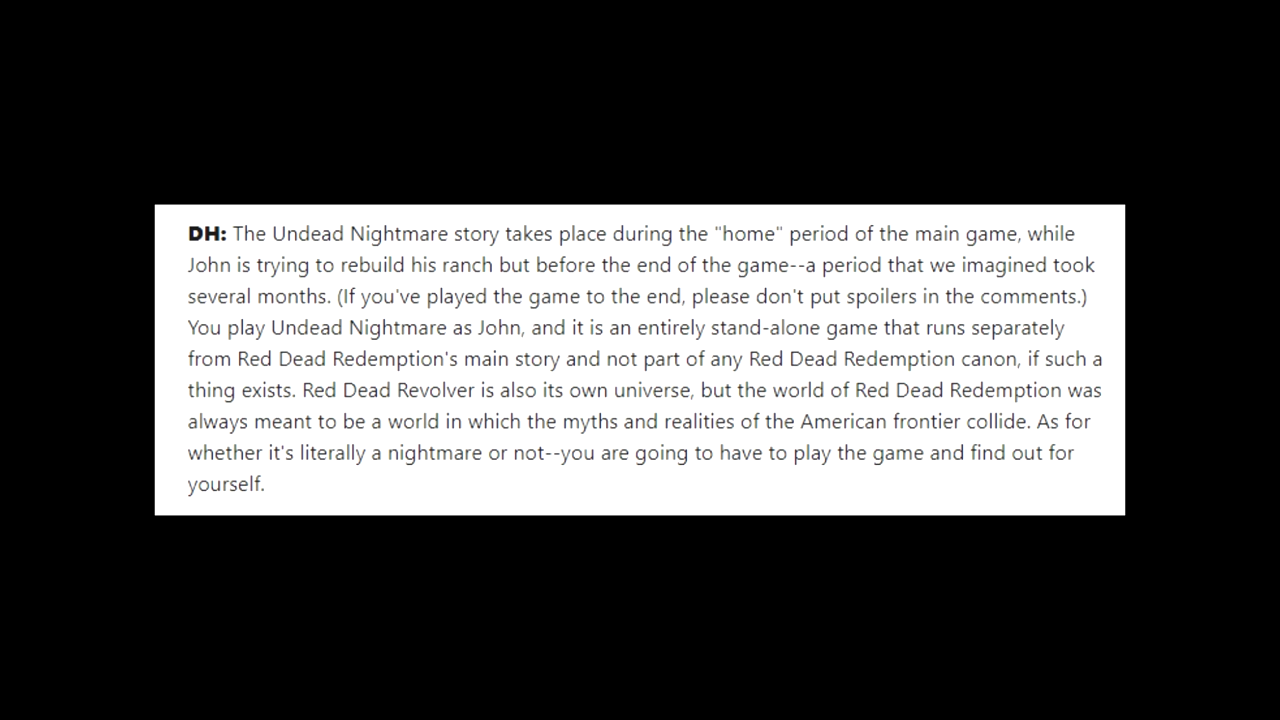 DH: The Undead Nightmare story takes place during the "home" period of the main game, while
John is trying to rebuild his ranch but before the end of the game--a period that we imagined took
several months. (If you've played the game to the end, please don't put spoilers in the comments.)
You play Undead Nightmare as John, and it is an entirely stand-alone game that runs separately
from Red Dead Redemption's main story and not part of any Red Dead Redemption canon, if such a
thing exists. Red Dead Revolver is also its own universe, but the world of Red Dead Redemption was
always meant to be a world in which the myths and realities of the American frontier collide. As for
whether it's literally a nightmare or not--you are going to have to play the game and find out for
yourself.